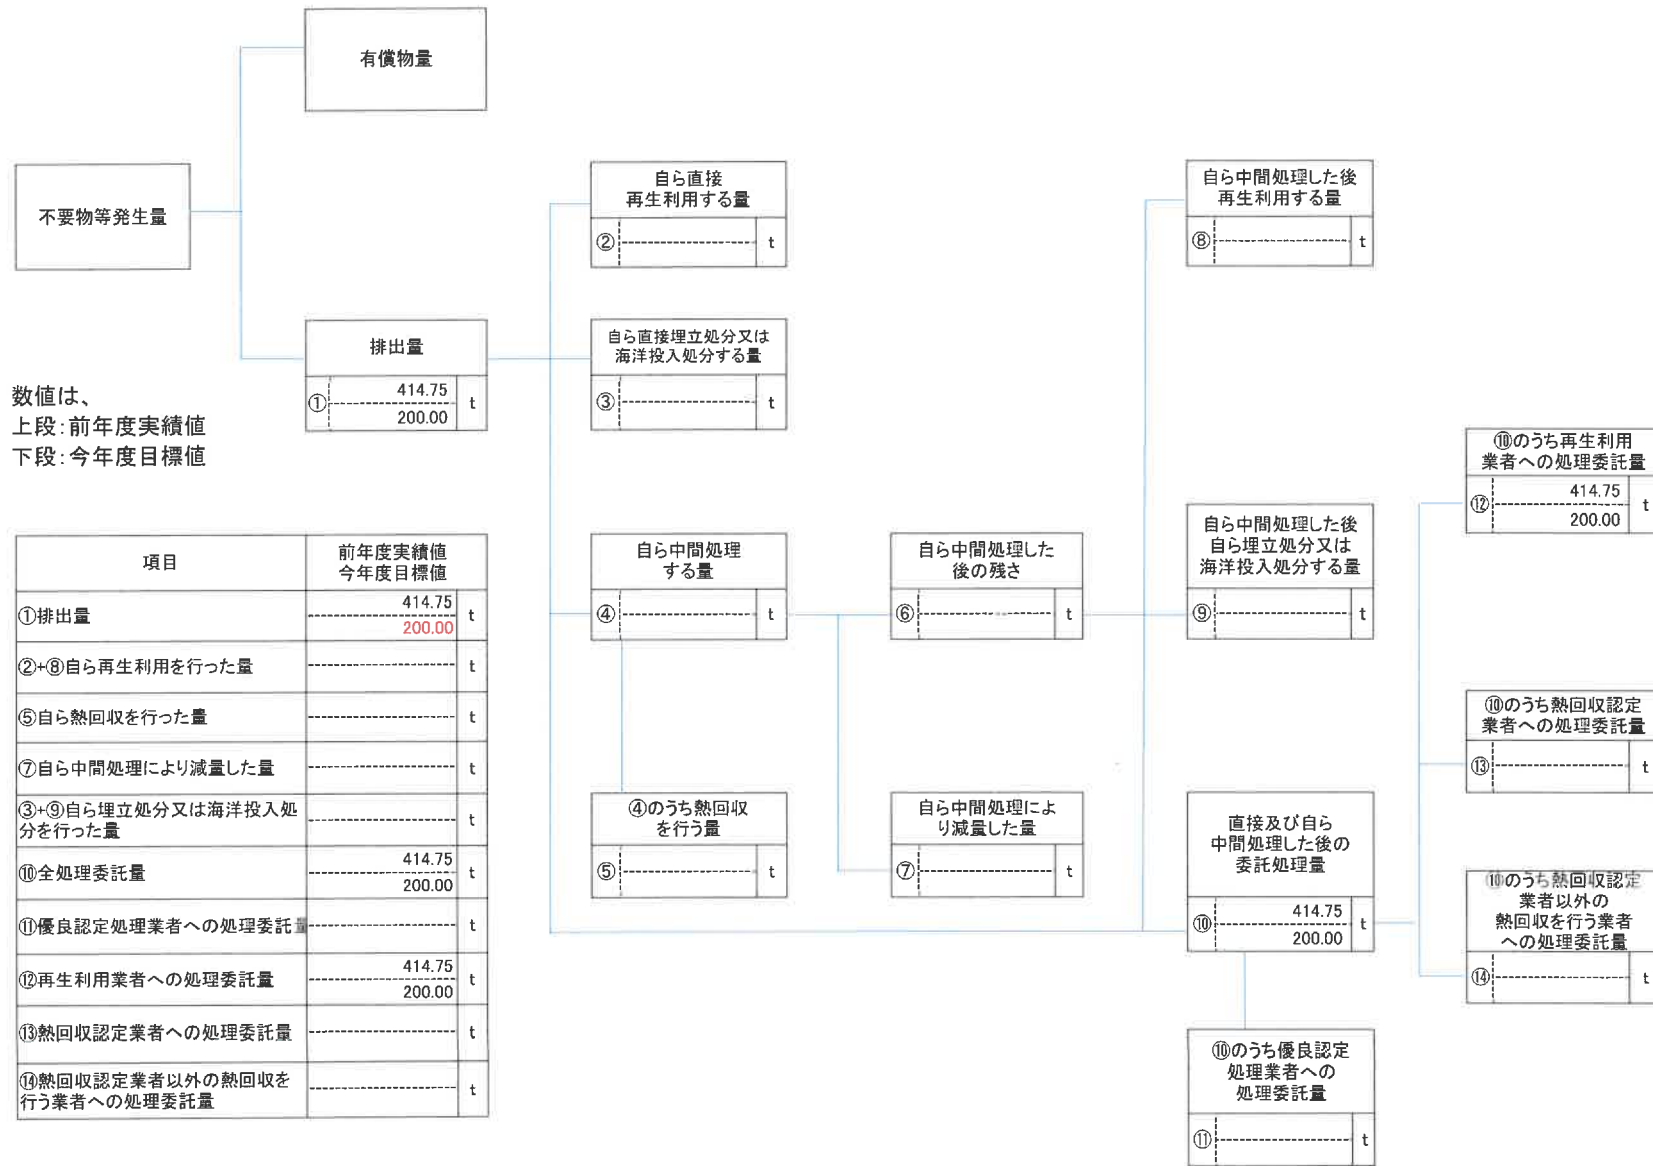 有償物量
不要物等発生量
排出量
①
414.75
200.00
t
数値は、
上段:前年度実績値
下段:今年度目標値
自ら直接
再生利用する量
②
t
自ら直接埋立処分又は
海洋投入処分する量
③
t
自ら中間処理
する量
④
t
④のうち熱回収
を行う量
⑤
t
自ら中間処理した
後の残さ
⑥
t
自ら中間処理によ
り減量した量
⑦
t
自ら中間処理した後
再生利用する量
⑧
t
自ら中間処理した後
自ら埋立処分又は
海洋投入処分する量
⑨
t
直接及び自ら
中間処理した後の
委託処理量
⑩
414.75
200.00
t
⑩のうち優良認定
処理業者への
処理委託量
⑪
t
⑩のうち再生利用
業者への処理委託量
⑫
414.75
200.00
t
⑩のうち熱回収認定
業者への処理委託量
⑬
t
⑩のうち熱回収認定
業者以外の
熱回収を行う業者
への処理委託量
⑭
t
項目
前年度実績値
今年度目標値
①排出量
414.75
200.00
t
②+⑧自ら再生利用を行った量
t
⑤自ら熱回収を行った量
t
⑦自ら中間処理により減量した量
t
③+⑨自ら埋立処分又は海洋投入処
分を行った量
t
⑩全処理委託量
414.75
200.00
t
⑪優良認定処理業者への処理委託量
t
⑫再生利用業者への処理委託量
414.75
200.00
t
⑬熱回収認定業者への処理委託量
t
⑭熱回収認定業者以外の熱回収を
行う業者への処理委託量
t